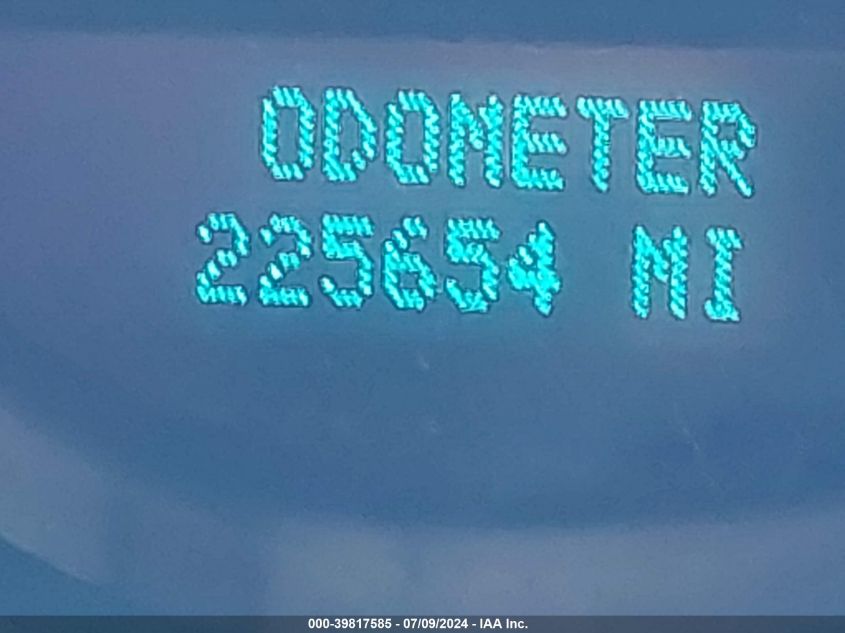 ODOMETER
225654 MI
000-39817585 - 07/09/2024 - IAA Inc.